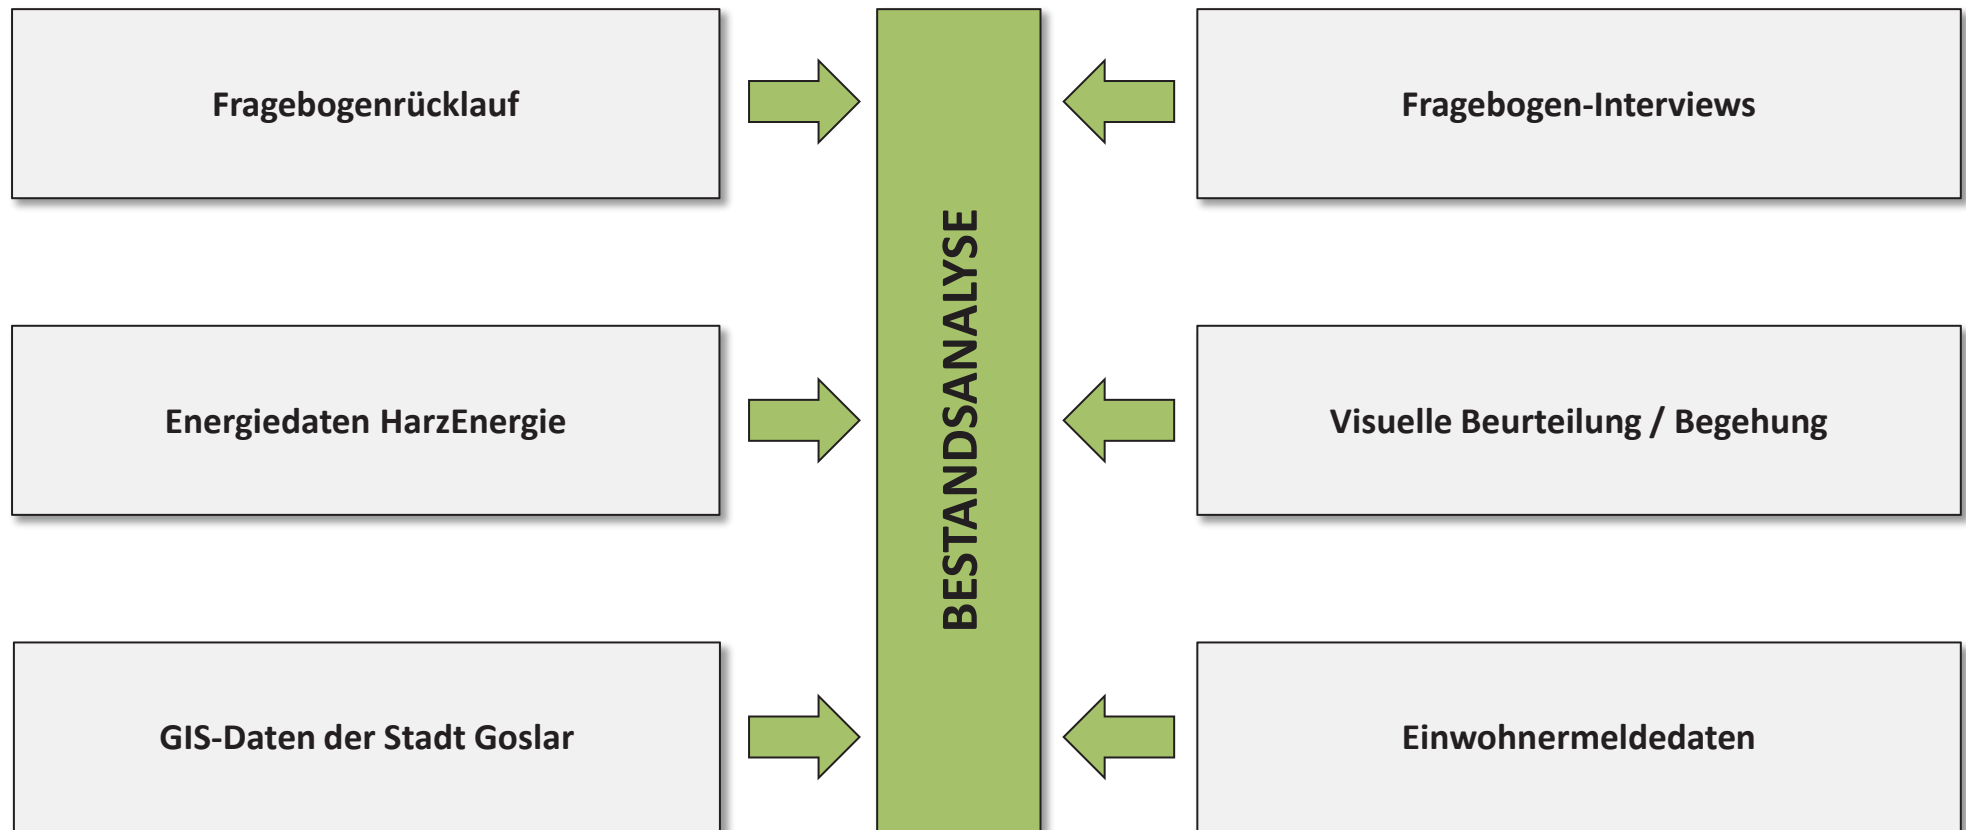 Fragebogenrücklauf
Fragebogen-Interviews
BESTANDSANALYSE
Energiedaten HarzEnergie
Visuelle Beurteilung / Begehung
GIS-Daten der Stadt Goslar
Einwohnermeldedaten